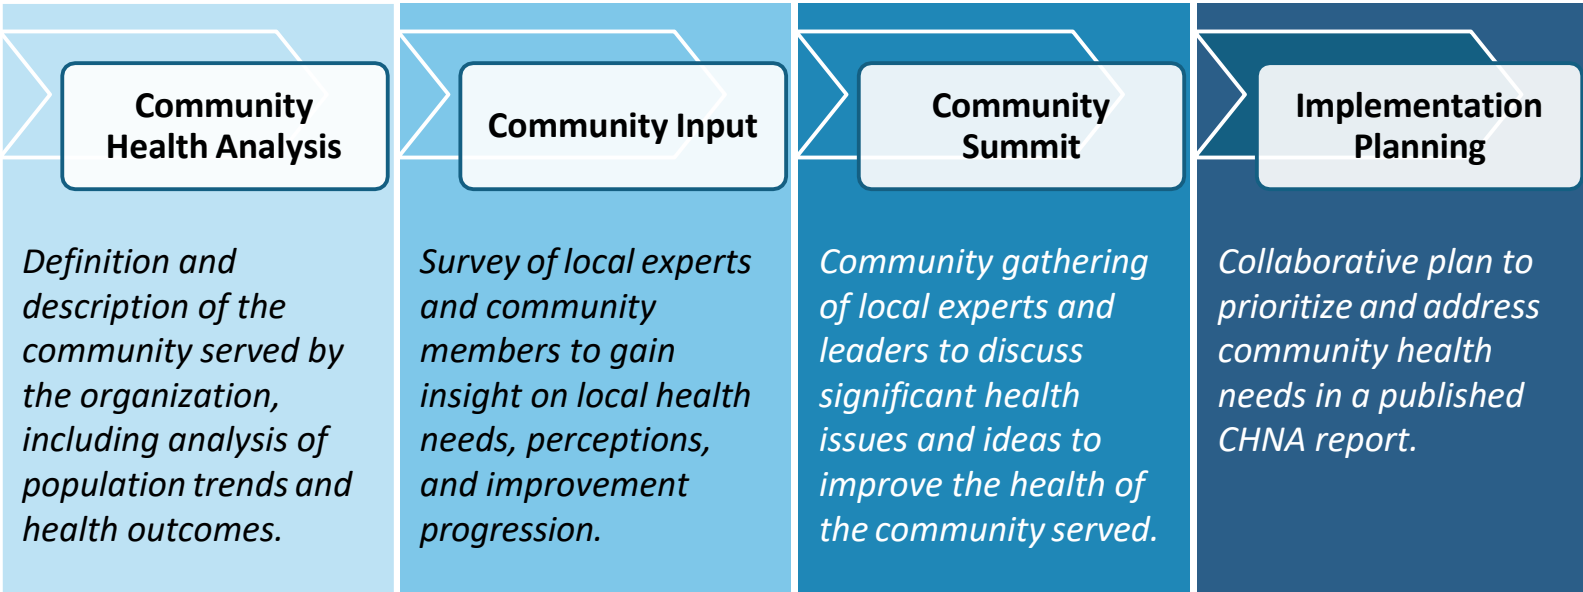 Community
Health Analysis
Definition and
description of the
community served by
the organization,
including analysis of
population trends and
health outcomes.
Community Input
Survey of local experts
and community
members to gain
insight on local health
needs, perceptions,
and improvement
progression.
Community
Summit
Community gathering
of local experts and
leaders to discuss
significant health
issues and ideas to
improve the health of
the community served.
Implementation
Planning
Collaborative plan to
prioritize and address
community health
needs in a published
CHNA report.